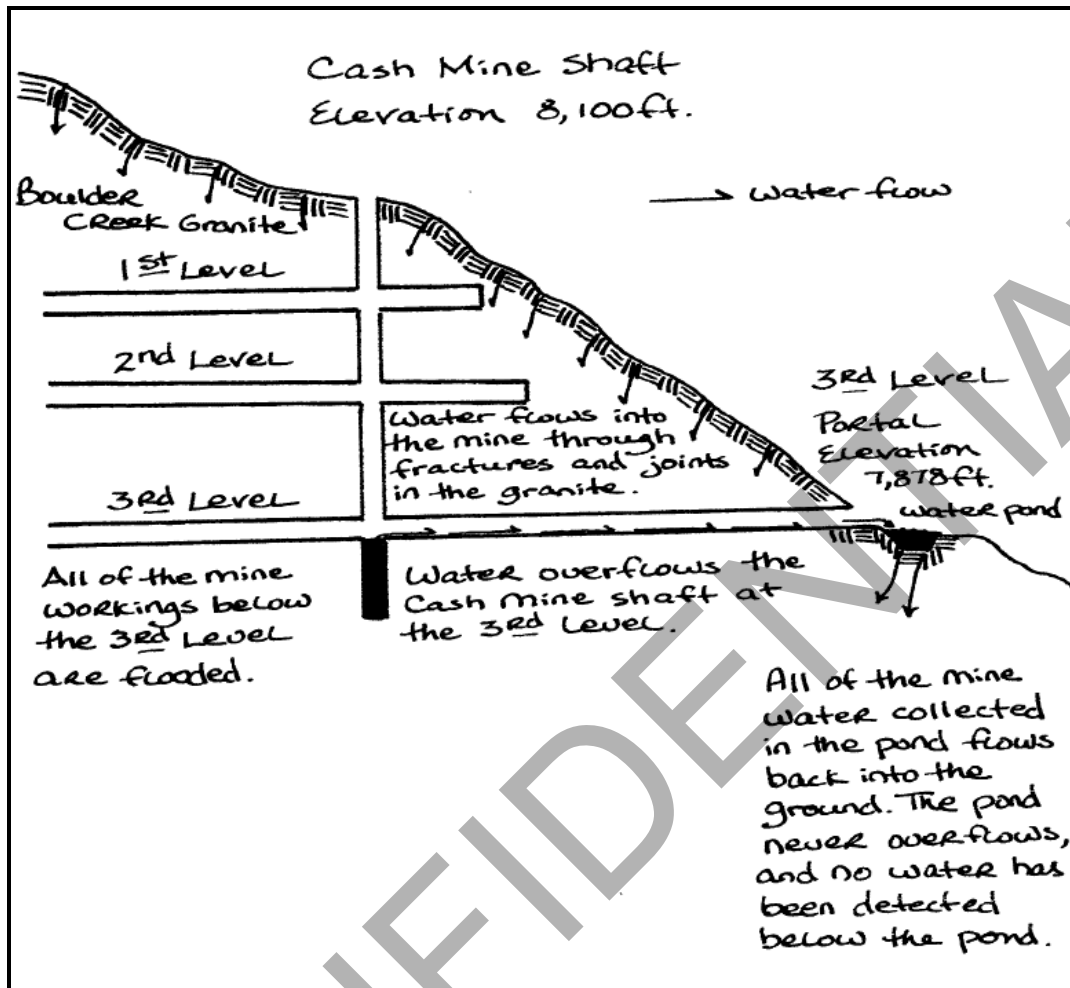 Cash Mine Shaft
Elevation 8,100ft.
Boulder
Creek Granite
water flow
1st Level
2nd Level
Water flows into
the mine through
fractures and joints
in the granite.
3rd Level
Portal
Elevation
7,878ft.
water pond
3rd Level
All of the mine
workings below
the 3rd Level
are flooded.
Water overflows the
Cash Mine shaft at
the 3rd Level.
All of the mine
water collected
in the pond flows
back into the
ground. The pond
never overflows,
and no water has
been detected
below the pond.